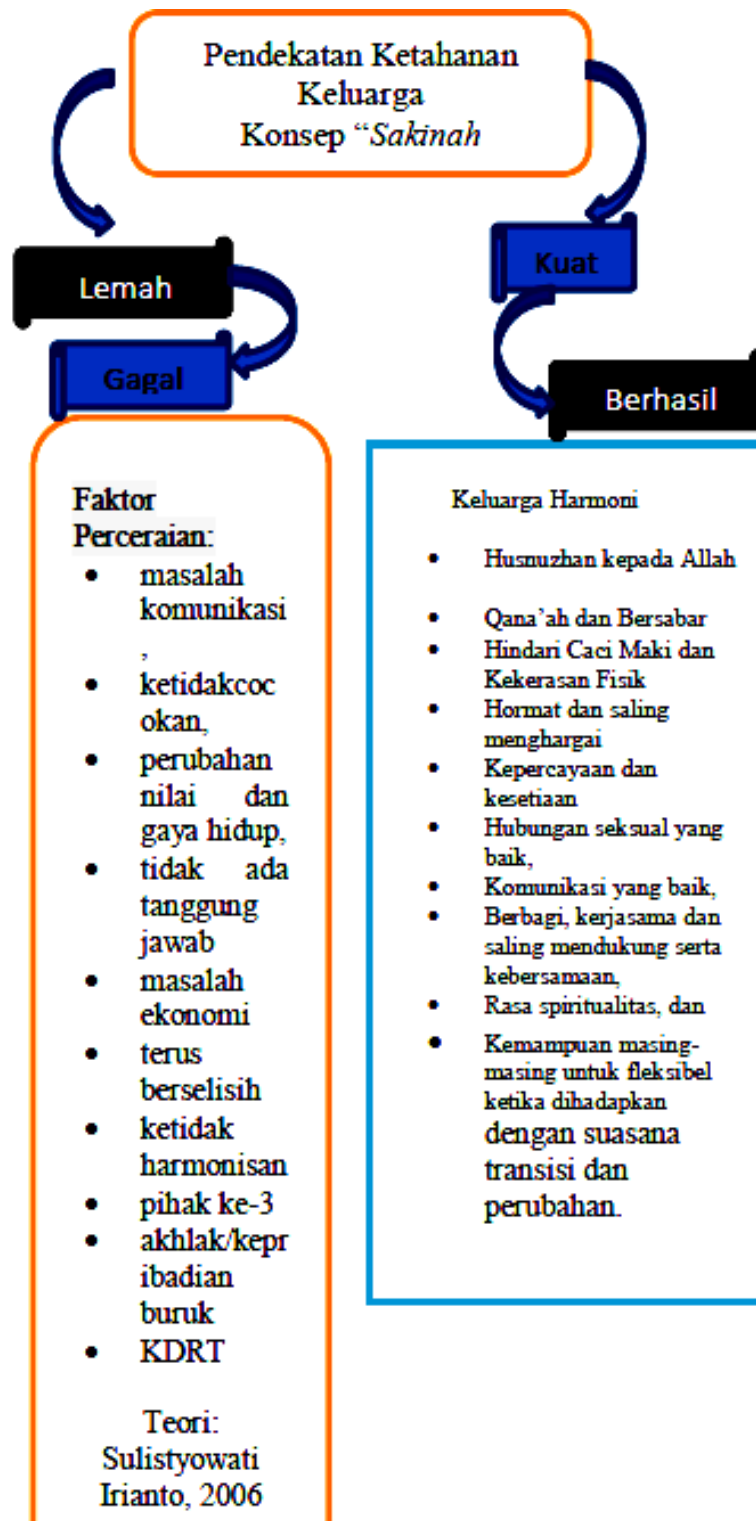 Pendekatan Ketahanan
Keluarga
Konsep “Sakinah
Lemah
Gagal
Faktor
Perceraian:
• masalah
komunikasi
,
• ketidakcoc
okan,
• perubahan
nilai dan
gaya hidup,
• tidak ada
tanggung
jawab
• masalah
ekonomi
• terus
berselisih
• ketidak
harmonisan
• pihak ke-3
• akhlak/kepr
ibadian
buruk
• KDRT
Teori:
Sulistyowati
Irianto, 2006
Kuat
Berhasil
Keluarga Harmoni
• Husnuzhan kepada Allah
• Qana’ah dan Bersabar
• Hindari Caci Maki dan
Kekerasan Fisik
• Hormat dan saling
menghargai
• Kepercayaan dan
kesetiaan
• Hubungan seksual yang
baik,
• Komunikasi yang baik,
• Berbagi, kerjasama dan
saling mendukung serta
kebersamaan,
• Rasa spiritualitas, dan
• Kemampuan masing-
masing untuk fleksibel
ketika dihadapkan
dengan suasana
transisi dan
perubahan.